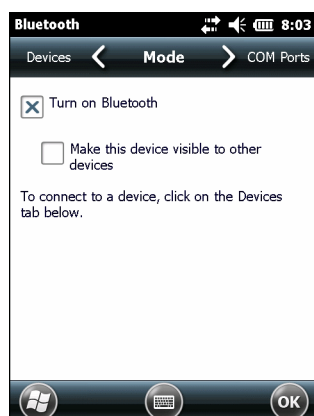 Bluetooth 8:03
Devices Mode COM Ports
Turn on Bluetooth
Make this device visible to other
devices
To connect to a device, click on the Devices
tab below.
OK